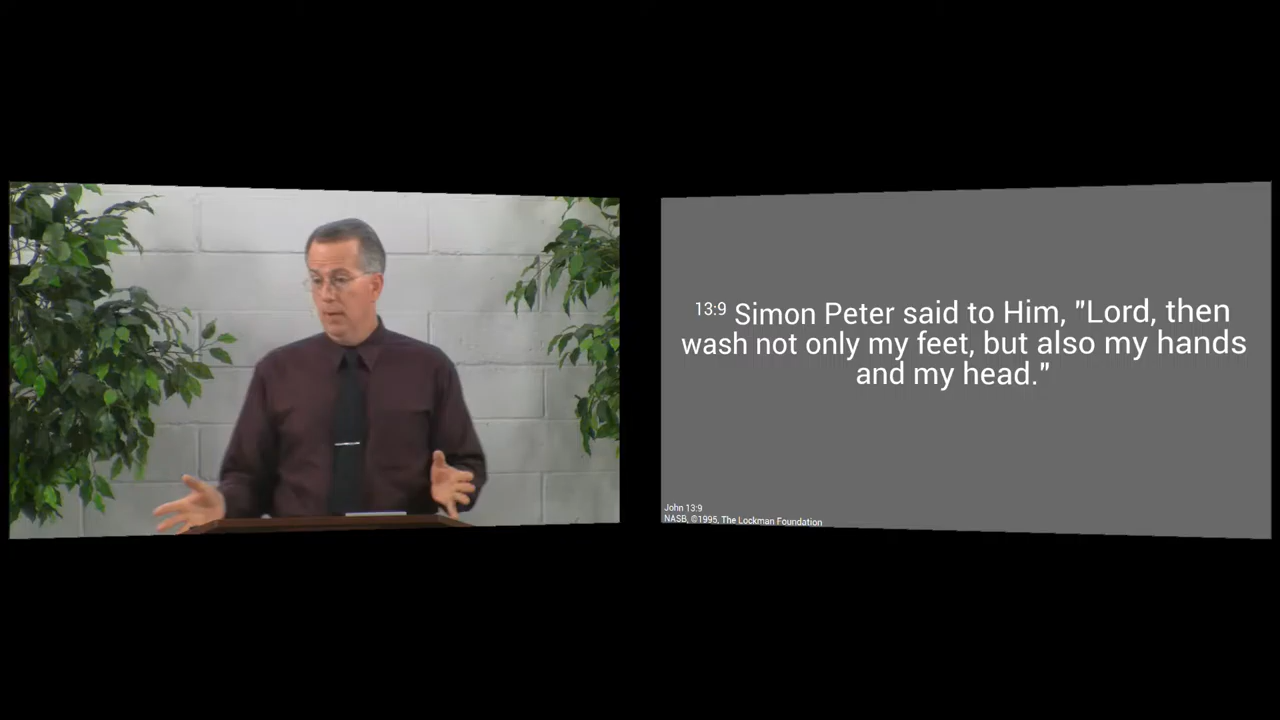 13:9 Simon Peter said to Him, "Lord, then
wash not only my feet, but also my hands
and my head."
John 13:9
NASB, ©1995, The Lockman Foundation